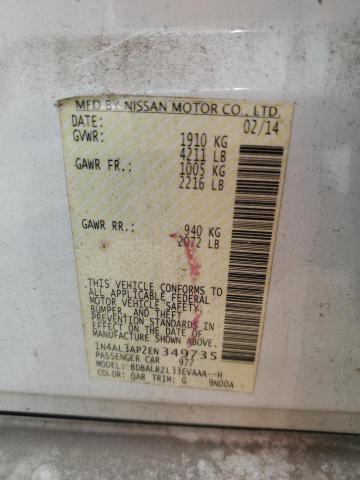 MFD BY NISSAN MOTOR CO., LTD.
DATE: 02/14
GVWR: 1910 KG
4211 LB
GAWR FR.: 1005 KG
2216 LB
GAWR RR.: 940 KG
2072 LB
THIS VEHICLE CONFORMS TO
ALL APPLICABLE FEDERAL
MOTOR VEHICLE SAFETY,
BUMPER, AND THEFT
PREVENTION STANDARDS IN
EFFECT ON THE DATE OF
MANUFACTURE SHOWN ABOVE.
1N4AL3AP2EN349735
PASSENGER CAR 977
MODEL: BDBALRZL33EVAAA--H
COLOR: QAB TRIM: G 9N00A